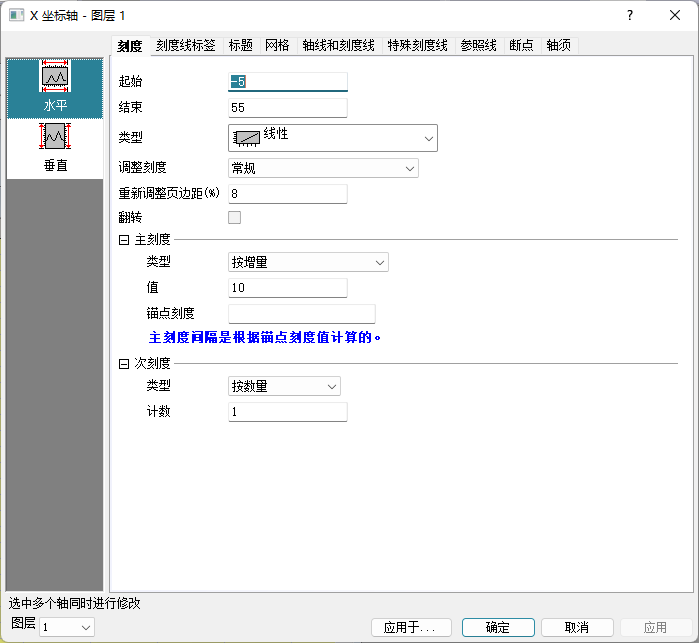 X 坐标轴 - 图层 1
?
刻度 刻度线标签 标题 网格 轴线和刻度线 特殊刻度线 参照线 断点 轴须
水平
垂直
起始 -5
结束 55
类型 线性
调整刻度 常规
重新调整页边距(%) 8
翻转
主刻度
类型 按增量
值 10
锚点刻度
主刻度间隔是根据锚点刻度值计算的。
次刻度
类型 按数量
计数 1
选中多个轴同时进行修改
图层 1
应用于... 确定 取消 应用